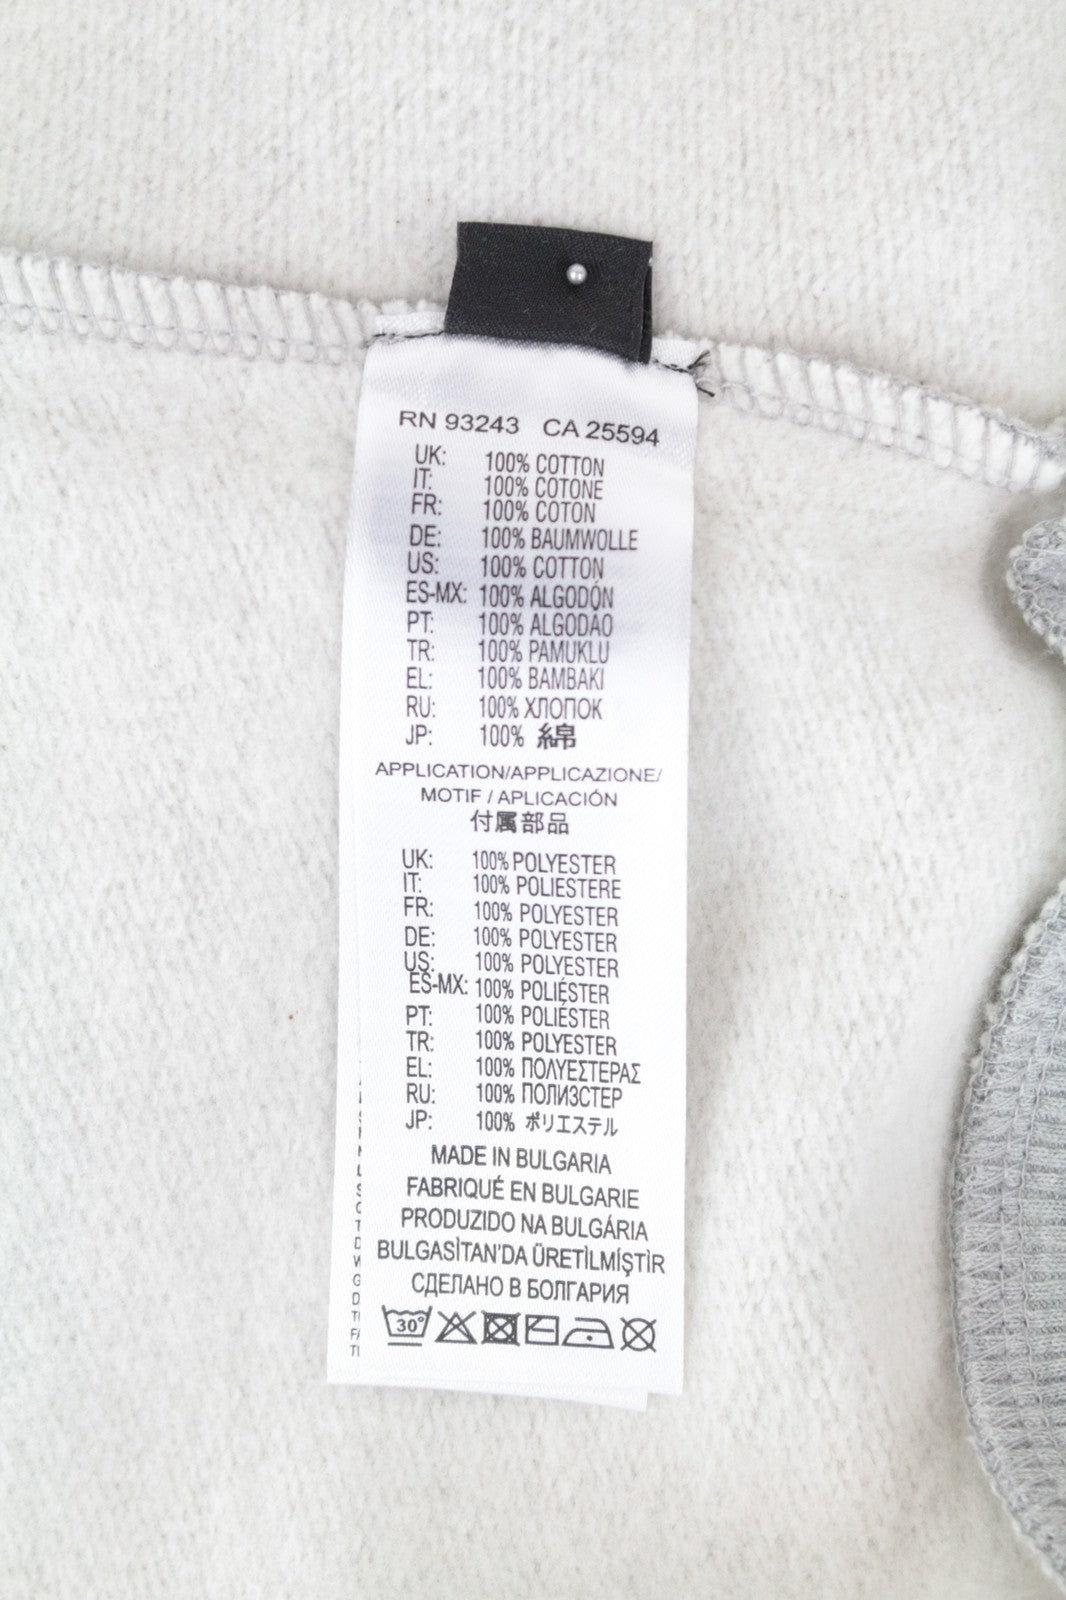 RN 93243 CA 25594
UK: 100% COTTON
IT: 100% COTONE
FR: 100% COTON
DE: 100% BAUMWOLLE
US: 100% COTTON
ES-MX: 100% ALGODÓN
PT: 100% ALGODÃO
TR: 100% PAMUKLU
EL: 100% BAMBAKI
RU: 100% ХЛОПОК
JP: 100% 綿
APPLICATION/APPLICAZIONE/
MOTIF / APLICACIÓN
付属部品
UK: 100% POLYESTER
IT: 100% POLIESTERE
FR: 100% POLYESTER
DE: 100% POLYESTER
US: 100% POLYESTER
ES-MX: 100% POLIÉSTER
PT: 100% POLIÉSTER
TR: 100% POLYESTER
EL: 100% ΠΟΛΥΕΣΤΕΡΑΣ
RU: 100% ПОЛИЗСТЕР
JP: 100% ポリエステル
MADE IN BULGARIA
FABRIQUÉ EN BULGARIE
PRODUZIDO NA BULGÁRIA
BULGASİTAN'DA ÜRETİLMİŞTİR
СДЕЛАНО В БОЛГАРИЯ
30°